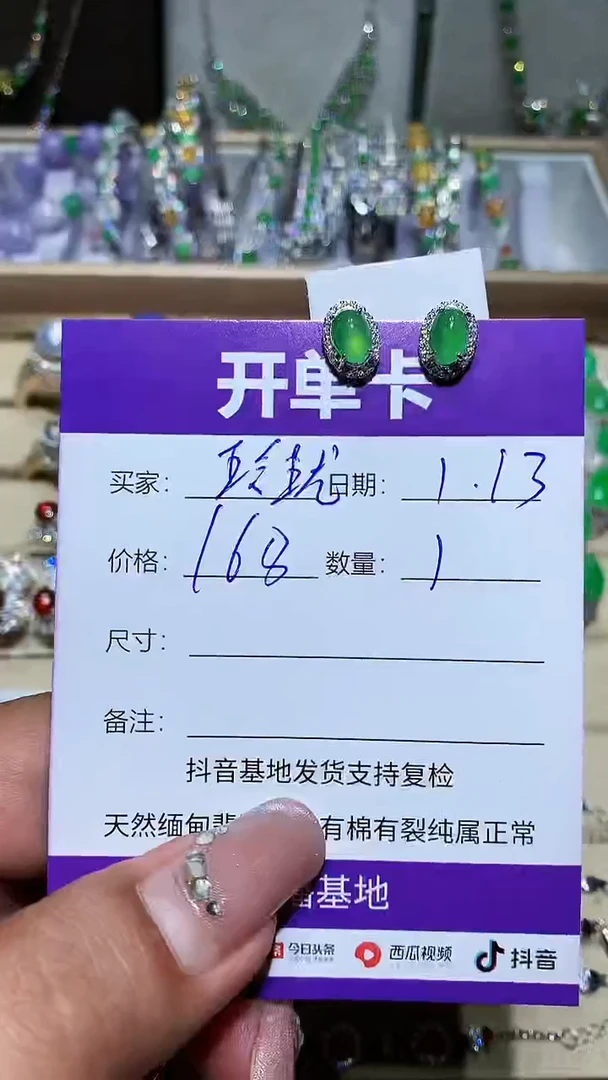 开单卡
买家： 玲珑 日期： 1.13
价格： 168 数量： 1
尺寸：
备注：
抖音基地发货支持复检
天然缅甸翡 有棉有裂纯属正常
播基地
今日头条 西瓜视频 抖音